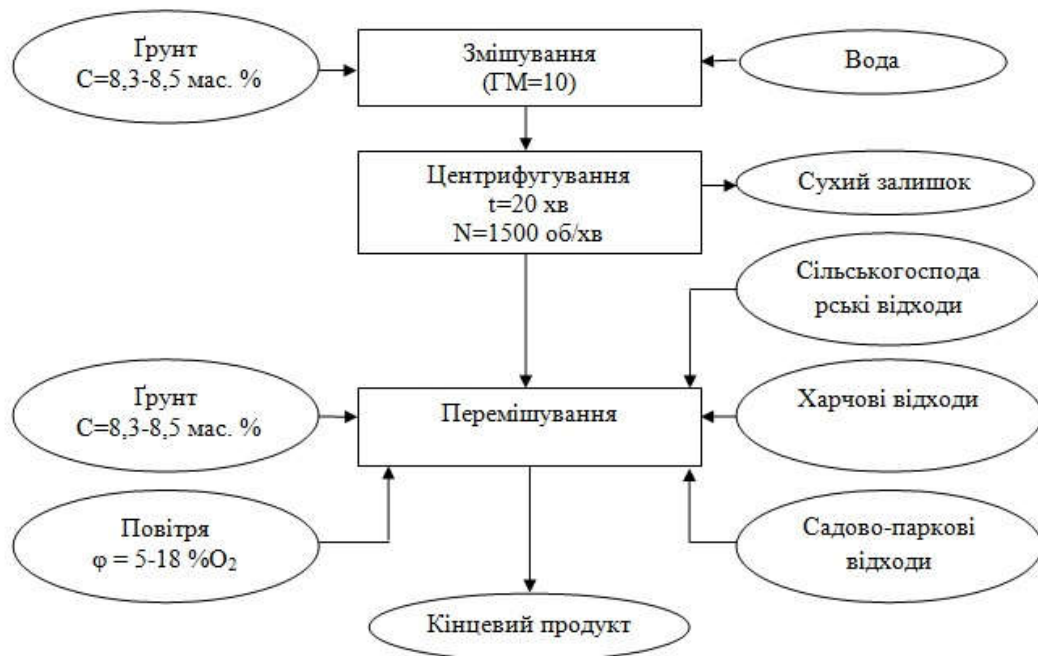 Ґрунт
С=8,3-8,5 мас. %
Змішування
(ГМ=10)
Вода
Центрифугування
t=20 хв
N=1500 об/хв
Сухий залишок
Сільськогоспода
рські відходи
Ґрунт
С=8,3-8,5 мас. %
Перемішування
Харчові відходи
Повітря
φ = 5-18 %O₂
Садово-паркові
відходи
Кінцевий продукт